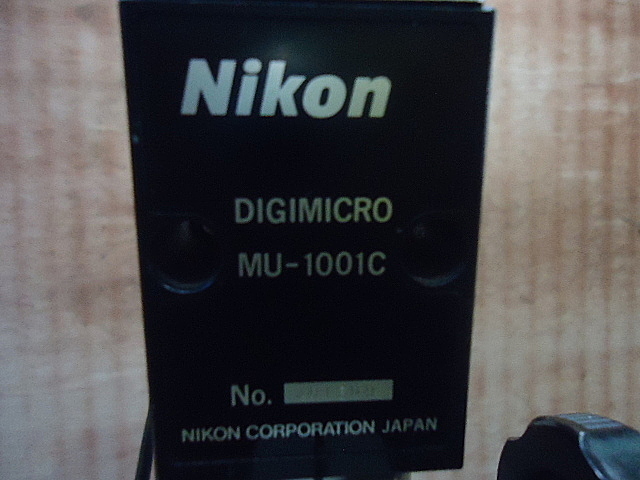 Nikon
DIGIMICRO
MU-1001C
No.
NIKON CORPORATION JAPAN